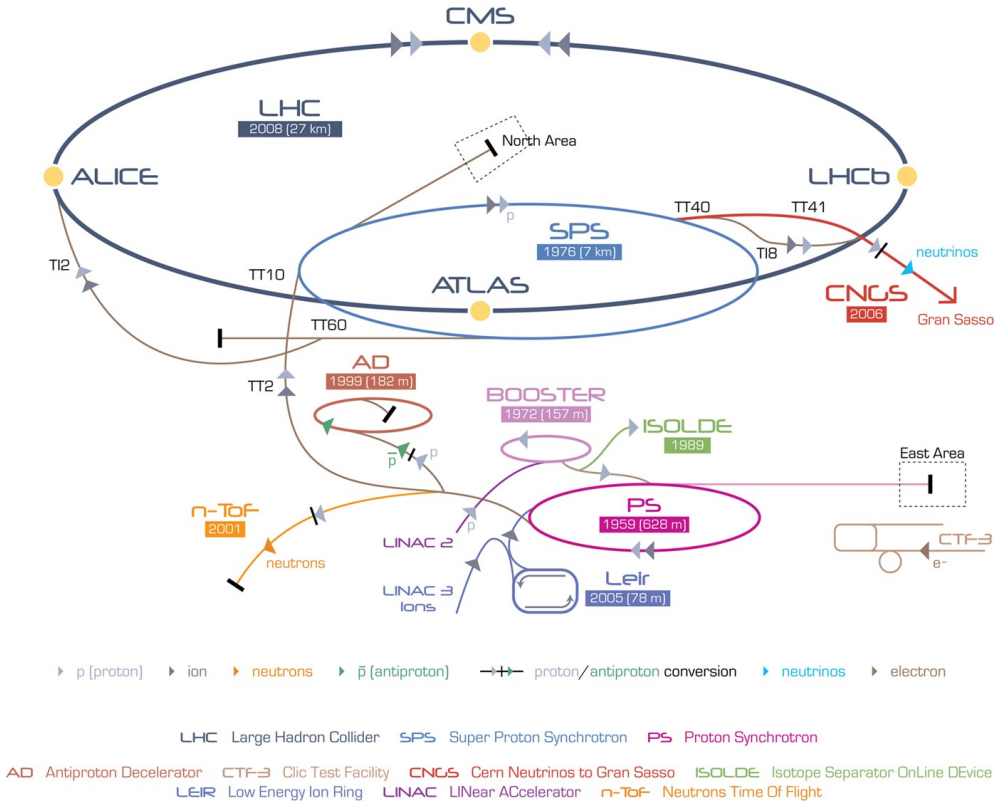 CMS
LHC
2008 (27 km)
North Area
ALICE
LHCb
TT40
TT41
p
SPS
1976 (7 km)
TI8
neutrinos
TI2
TT10
ATLAS
CNGS
2006
Gran Sasso
TT60
AD
1999 (182 m)
TT2
BOOSTER
1972 (157 m)
ISOLDE
1989
p̅
p
East Area
n-ToF
2001
PS
1959 (628 m)
p
LINAC 2
neutrons
CTF-3
e-
LINAC 3
Ions
Leir
2005 (78 m)
p (proton) ion neutrons p̅ (antiproton) proton/antiproton conversion neutrinos electron
LHC Large Hadron Collider SPS Super Proton Synchrotron PS Proton Synchrotron
AD Antiproton Decelerator CTF-3 Clic Test Facility CNGS Cern Neutrinos to Gran Sasso ISOLDE Isotope Separator OnLine DEvice
LEIR Low Energy Ion Ring LINAC LINear ACcelerator n-ToF Neutrons Time Of Flight